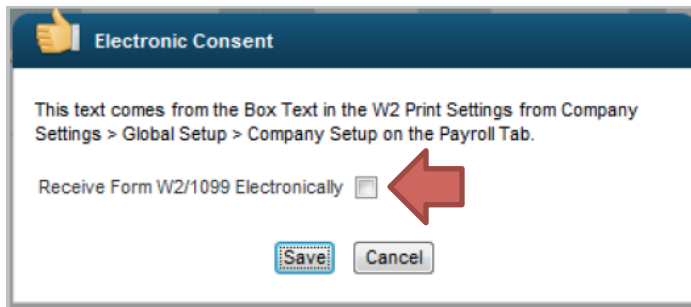 Electronic Consent
This text comes from the Box Text in the W2 Print Settings from Company
Settings > Global Setup > Company Setup on the Payroll Tab.
Receive Form W2/1099 Electronically
Save Cancel